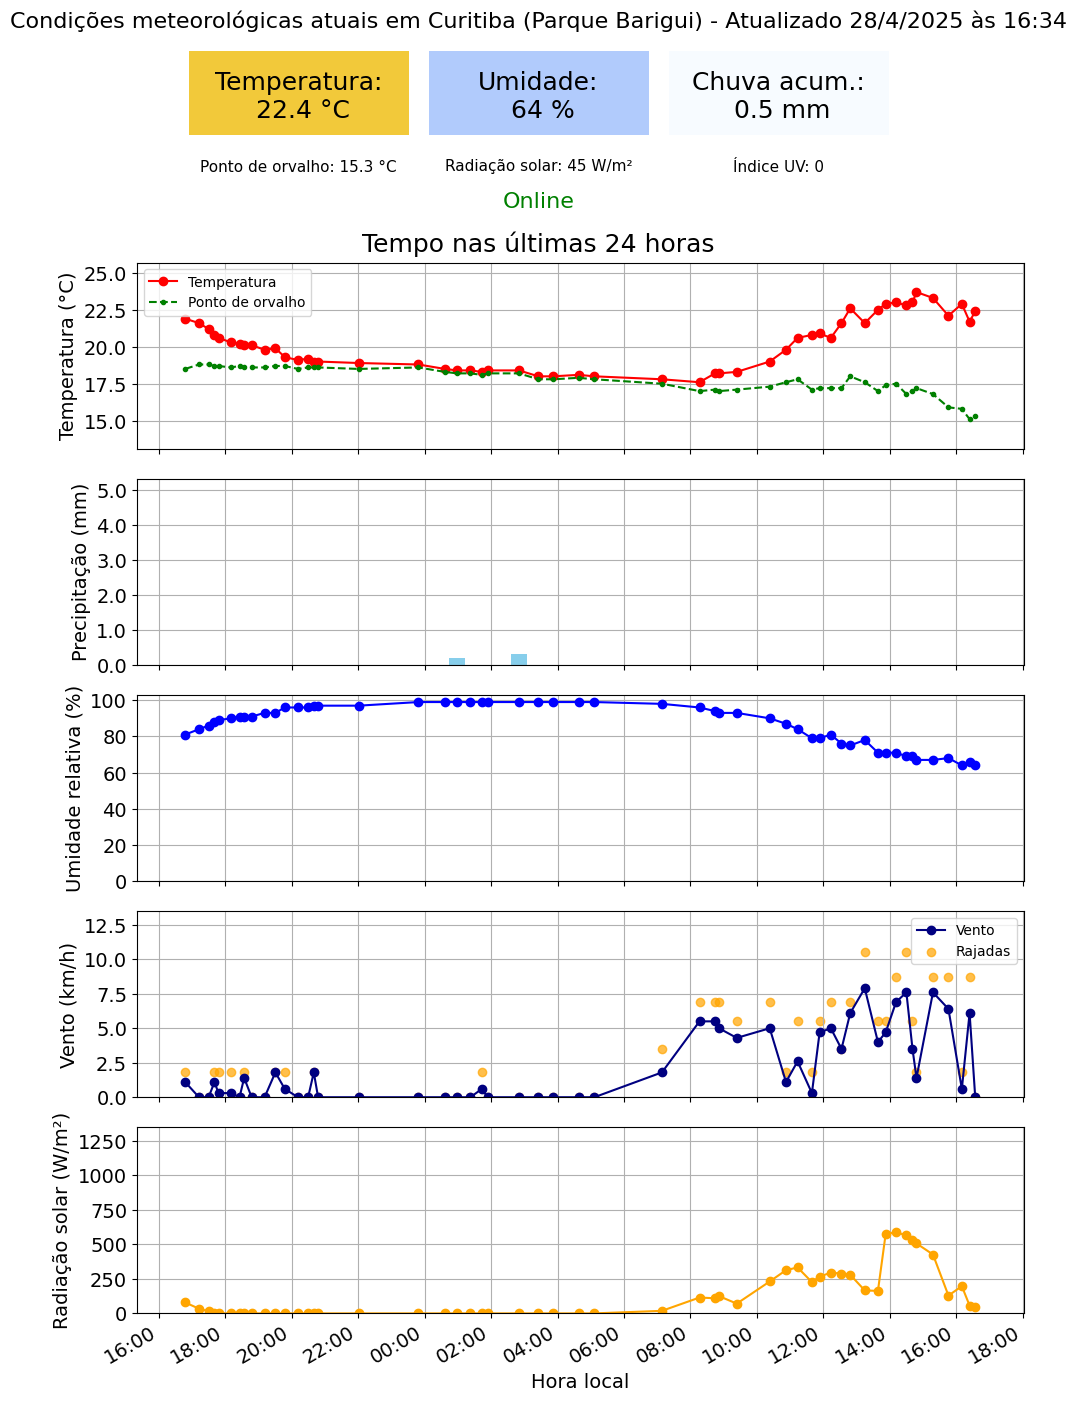 Condições meteorológicas atuais em Curitiba (Parque Barigui) - Atualizado 28/4/2025 às 16:34
Temperatura:
22.4 °C
Umidade:
64 %
Chuva acum.:
0.5 mm
Ponto de orvalho: 15.3 °C
Radiação solar: 45 W/m²
Índice UV: 0
Online
Tempo nas últimas 24 horas
Temperatura (°C)
25.0
22.5
20.0
17.5
15.0
Temperatura
Ponto de orvalho
Precipitação (mm)
5.0
4.0
3.0
2.0
1.0
0.0
Umidade relativa (%)
100
80
60
40
20
0
Vento (km/h)
12.5
10.0
7.5
5.0
2.5
0.0
Vento
Rajadas
Radiação solar (W/m²)
1250
1000
750
500
250
0
16:00
18:00
20:00
22:00
00:00
02:00
04:00
06:00
08:00
10:00
12:00
14:00
16:00
18:00
Hora local